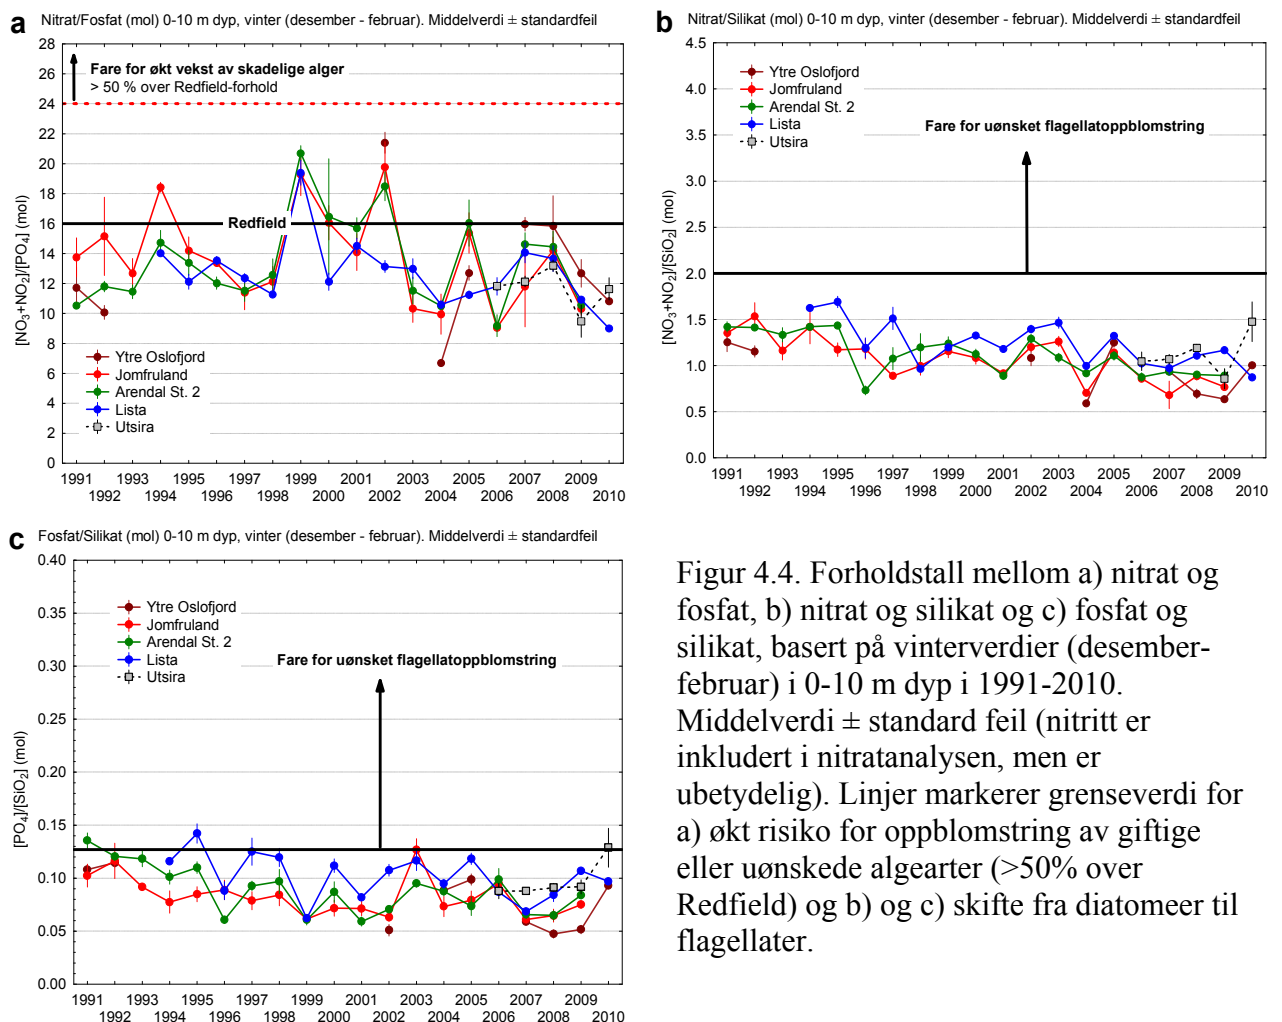 a
Nitrat/Fosfat (mol) 0-10 m dyp, vinter (desember - februar). Middelverdi ± standardfeil
28
26
24
22
20
18
16
14
12
10
8
6
4
2
0
[NO3+NO2]/[PO4] (mol)
Fare for økt vekst av skadelige alger
> 50 % over Redfield-forhold
Redfield
Ytre Oslofjord
Jomfruland
Arendal St. 2
Lista
Utsira
1991 1993 1995 1997 1999 2001 2003 2005 2007 2009
1992 1994 1996 1998 2000 2002 2004 2006 2008 2010
b
Nitrat/Silikat (mol) 0-10 m dyp, vinter (desember - februar). Middelverdi ± standardfeil
4.5
4.0
3.5
3.0
2.5
2.0
1.5
1.0
0.5
0.0
[NO3+NO2]/[SiO2] (mol)
Ytre Oslofjord
Jomfruland
Arendal St. 2
Lista
Utsira
Fare for uønsket flagellatoppblomstring
1991 1993 1995 1997 1999 2001 2003 2005 2007 2009
1992 1994 1996 1998 2000 2002 2004 2006 2008 2010
c
Fosfat/Silikat (mol) 0-10 m dyp, vinter (desember - februar). Middelverdi ± standardfeil
0.40
0.35
0.30
0.25
0.20
0.15
0.10
0.05
0.00
[PO4]/[SiO2] (mol)
Ytre Oslofjord
Jomfruland
Arendal St. 2
Lista
Utsira
Fare for uønsket flagellatoppblomstring
1991 1993 1995 1997 1999 2001 2003 2005 2007 2009
1992 1994 1996 1998 2000 2002 2004 2006 2008 2010
Figur 4.4. Forholdstall mellom a) nitrat og
fosfat, b) nitrat og silikat og c) fosfat og
silikat, basert på vinterverdier (desember-
februar) i 0-10 m dyp i 1991-2010.
Middelverdi ± standard feil (nitritt er
inkludert i nitratanalysen, men er
ubetydelig). Linjer markerer grenseverdi for
a) økt risiko for oppblomstring av giftige
eller uønskede algearter (>50% over
Redfield) og b) og c) skifte fra diatomeer til
flagellater.